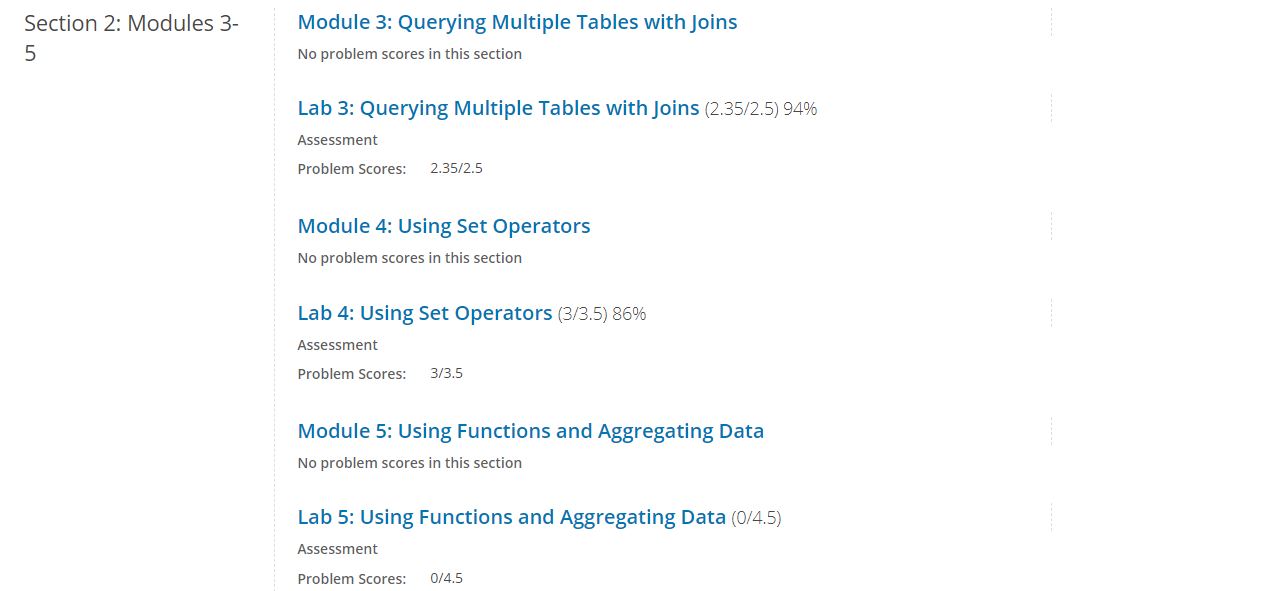 Section 2: Modules 3-
5
Module 3: Querying Multiple Tables with Joins
No problem scores in this section
Lab 3: Querying Multiple Tables with Joins (2.35/2.5) 94%
Assessment
Problem Scores: 2.35/2.5
Module 4: Using Set Operators
No problem scores in this section
Lab 4: Using Set Operators (3/3.5) 86%
Assessment
Problem Scores: 3/3.5
Module 5: Using Functions and Aggregating Data
No problem scores in this section
Lab 5: Using Functions and Aggregating Data (0/4.5)
Assessment
Problem Scores: 0/4.5